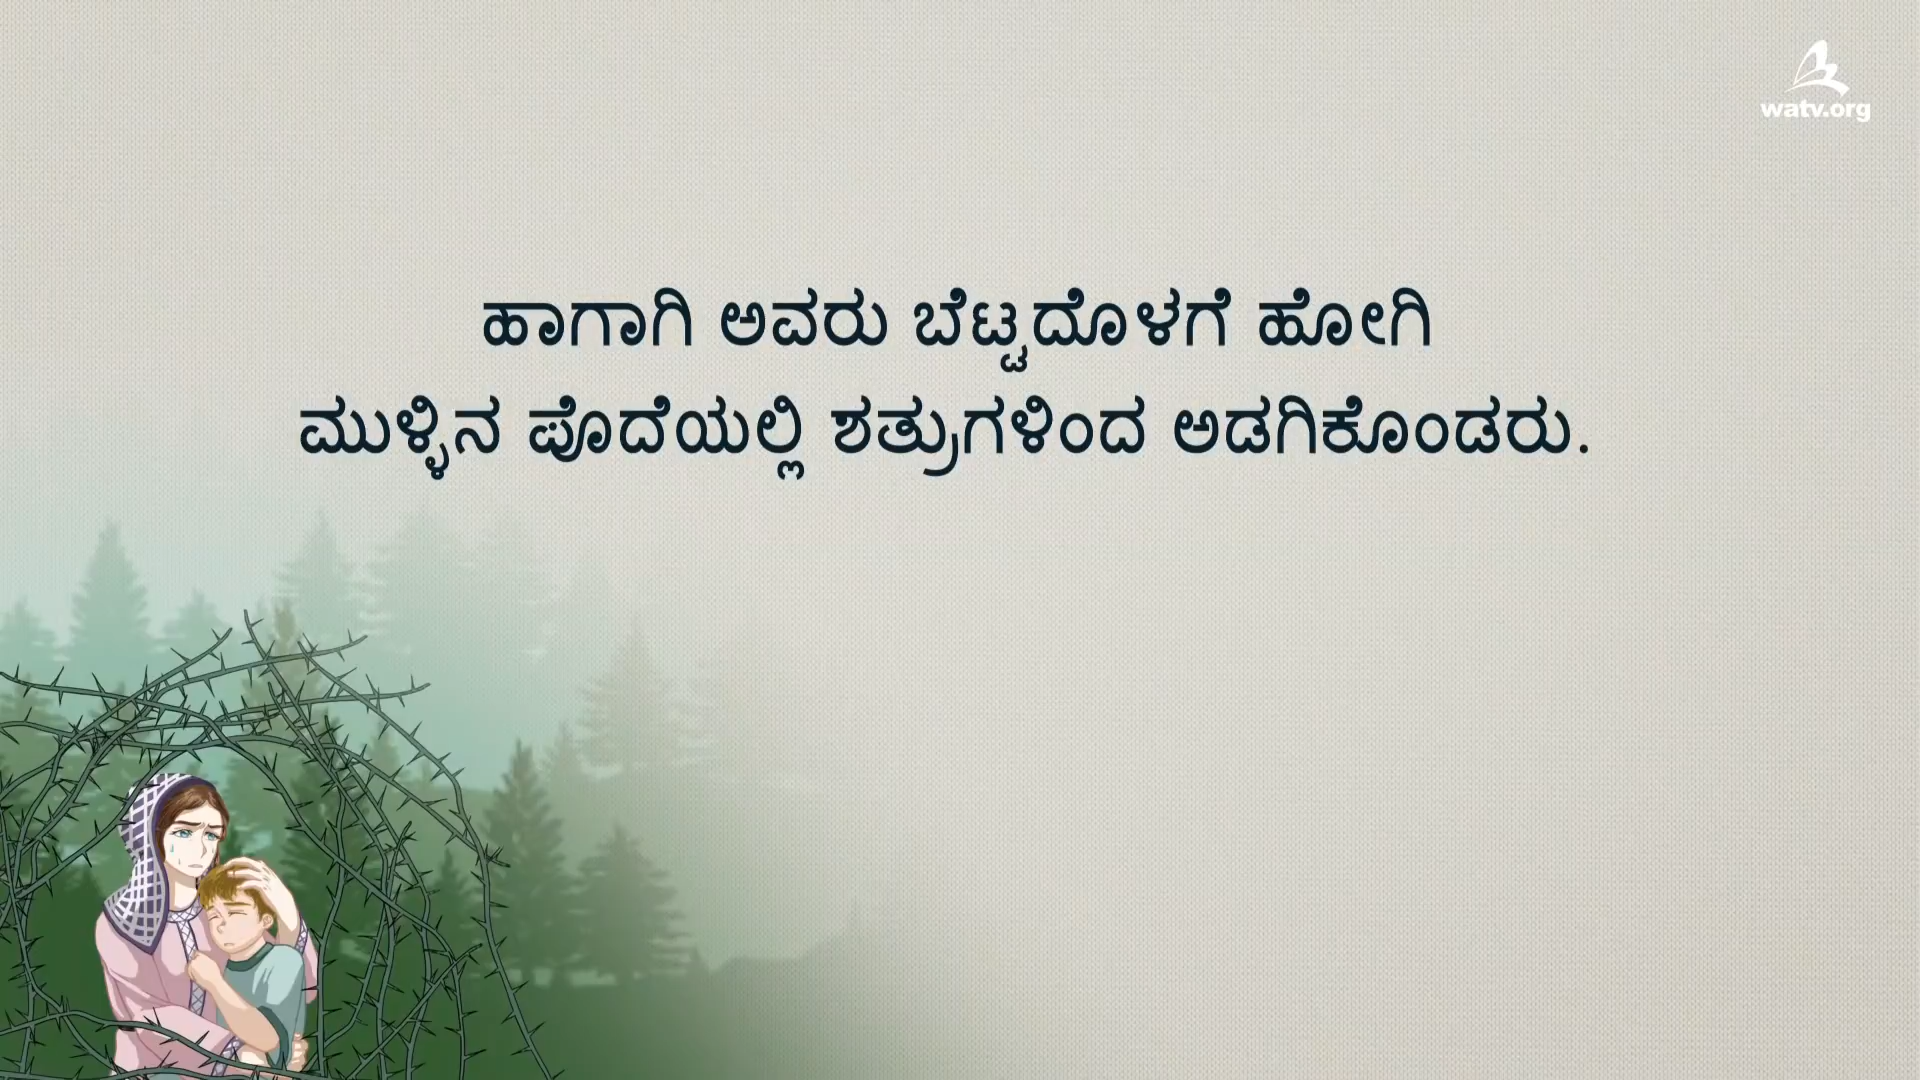 watv.org
ಹಾಗಾಗಿ ಅವರು ಬೆಟ್ಟದೊಳಗೆ ಹೋಗಿ
ಮುಳ್ಳಿನ ಪೊದೆಯಲ್ಲಿ ಶತ್ರುಗಳಿಂದ ಅಡಗಿಕೊಂಡರು.